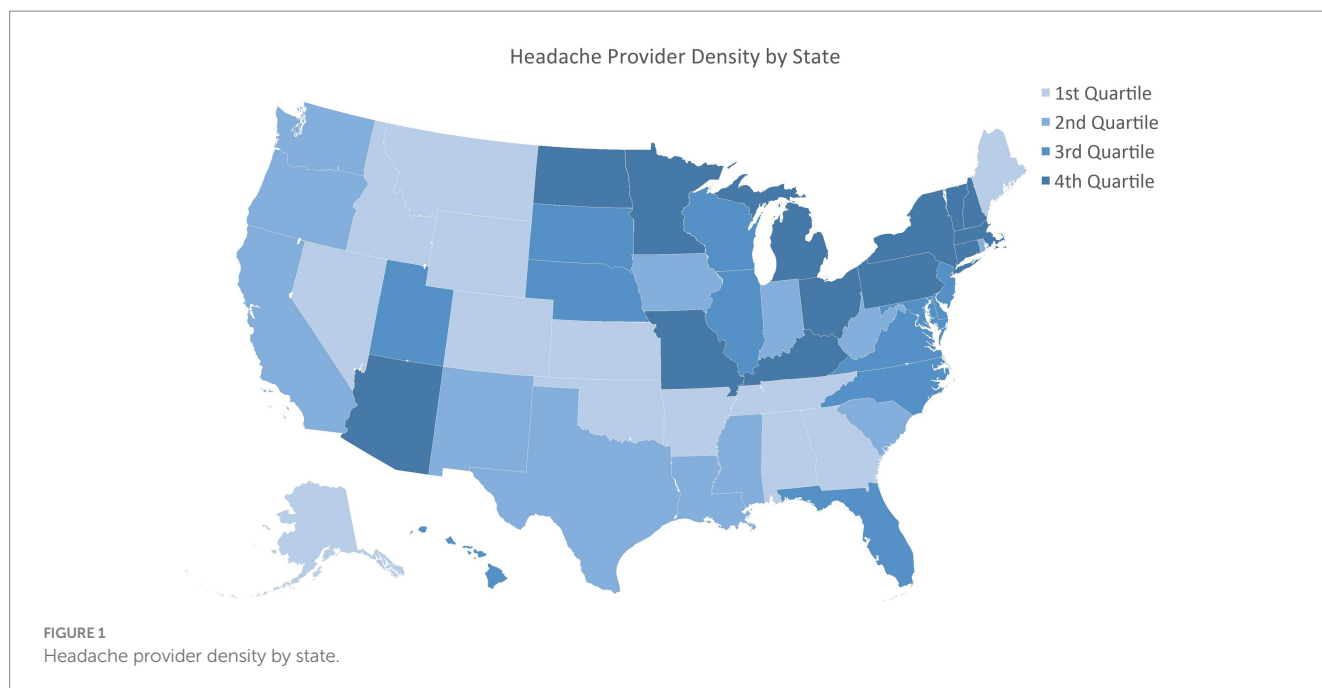 Headache Provider Density by State
1st Quartile
2nd Quartile
3rd Quartile
4th Quartile
FIGURE 1
Headache provider density by state.